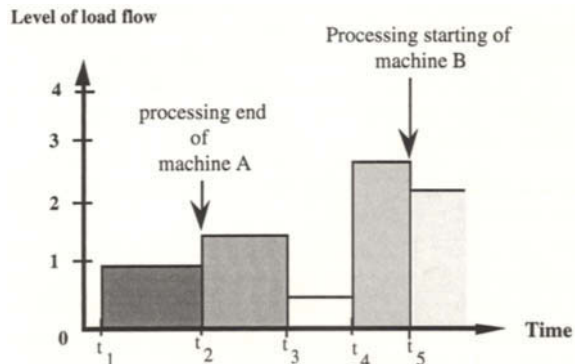 Level of load flow
Processing starting of
machine B
processing end
of
machine A
4
3
2
1
0
t1
t2
t3
t4
t5
Time